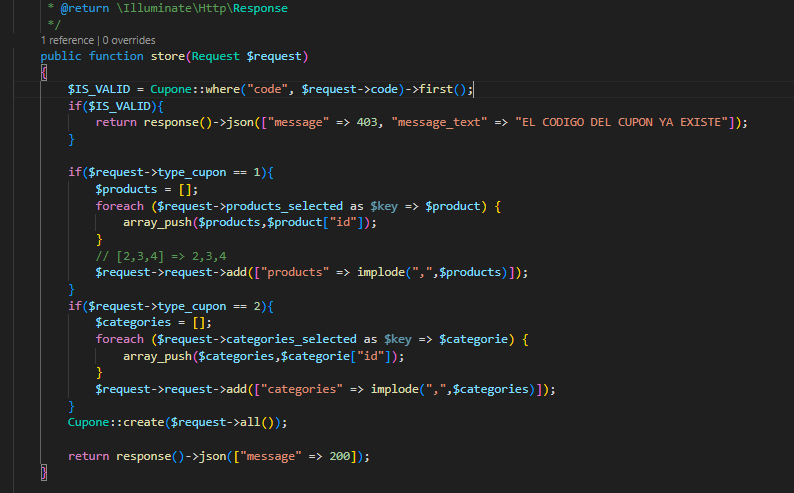 * @return \Illuminate\Http\Response
*/
1 reference | 0 overrides
public function store(Request $request)
{
$IS_VALID = Cupone::where("code", $request->code)->first();
if($IS_VALID){
return response()->json(["message" => 403, "message_text" => "EL CODIGO DEL CUPON YA EXISTE"]);
}
if($request->type_cupon == 1){
$products = [];
foreach ($request->products_selected as $key => $product) {
array_push($products,$product["id"]);
}
// [2,3,4] => 2,3,4
$request->request->add(["products" => implode(",",$products)]);
}
if($request->type_cupon == 2){
$categories = [];
foreach ($request->categories_selected as $key => $categorie) {
array_push($categories,$categorie["id"]);
}
$request->request->add(["categories" => implode(",",$categories)]);
}
Cupone::create($request->all());
return response()->json(["message" => 200]);
}